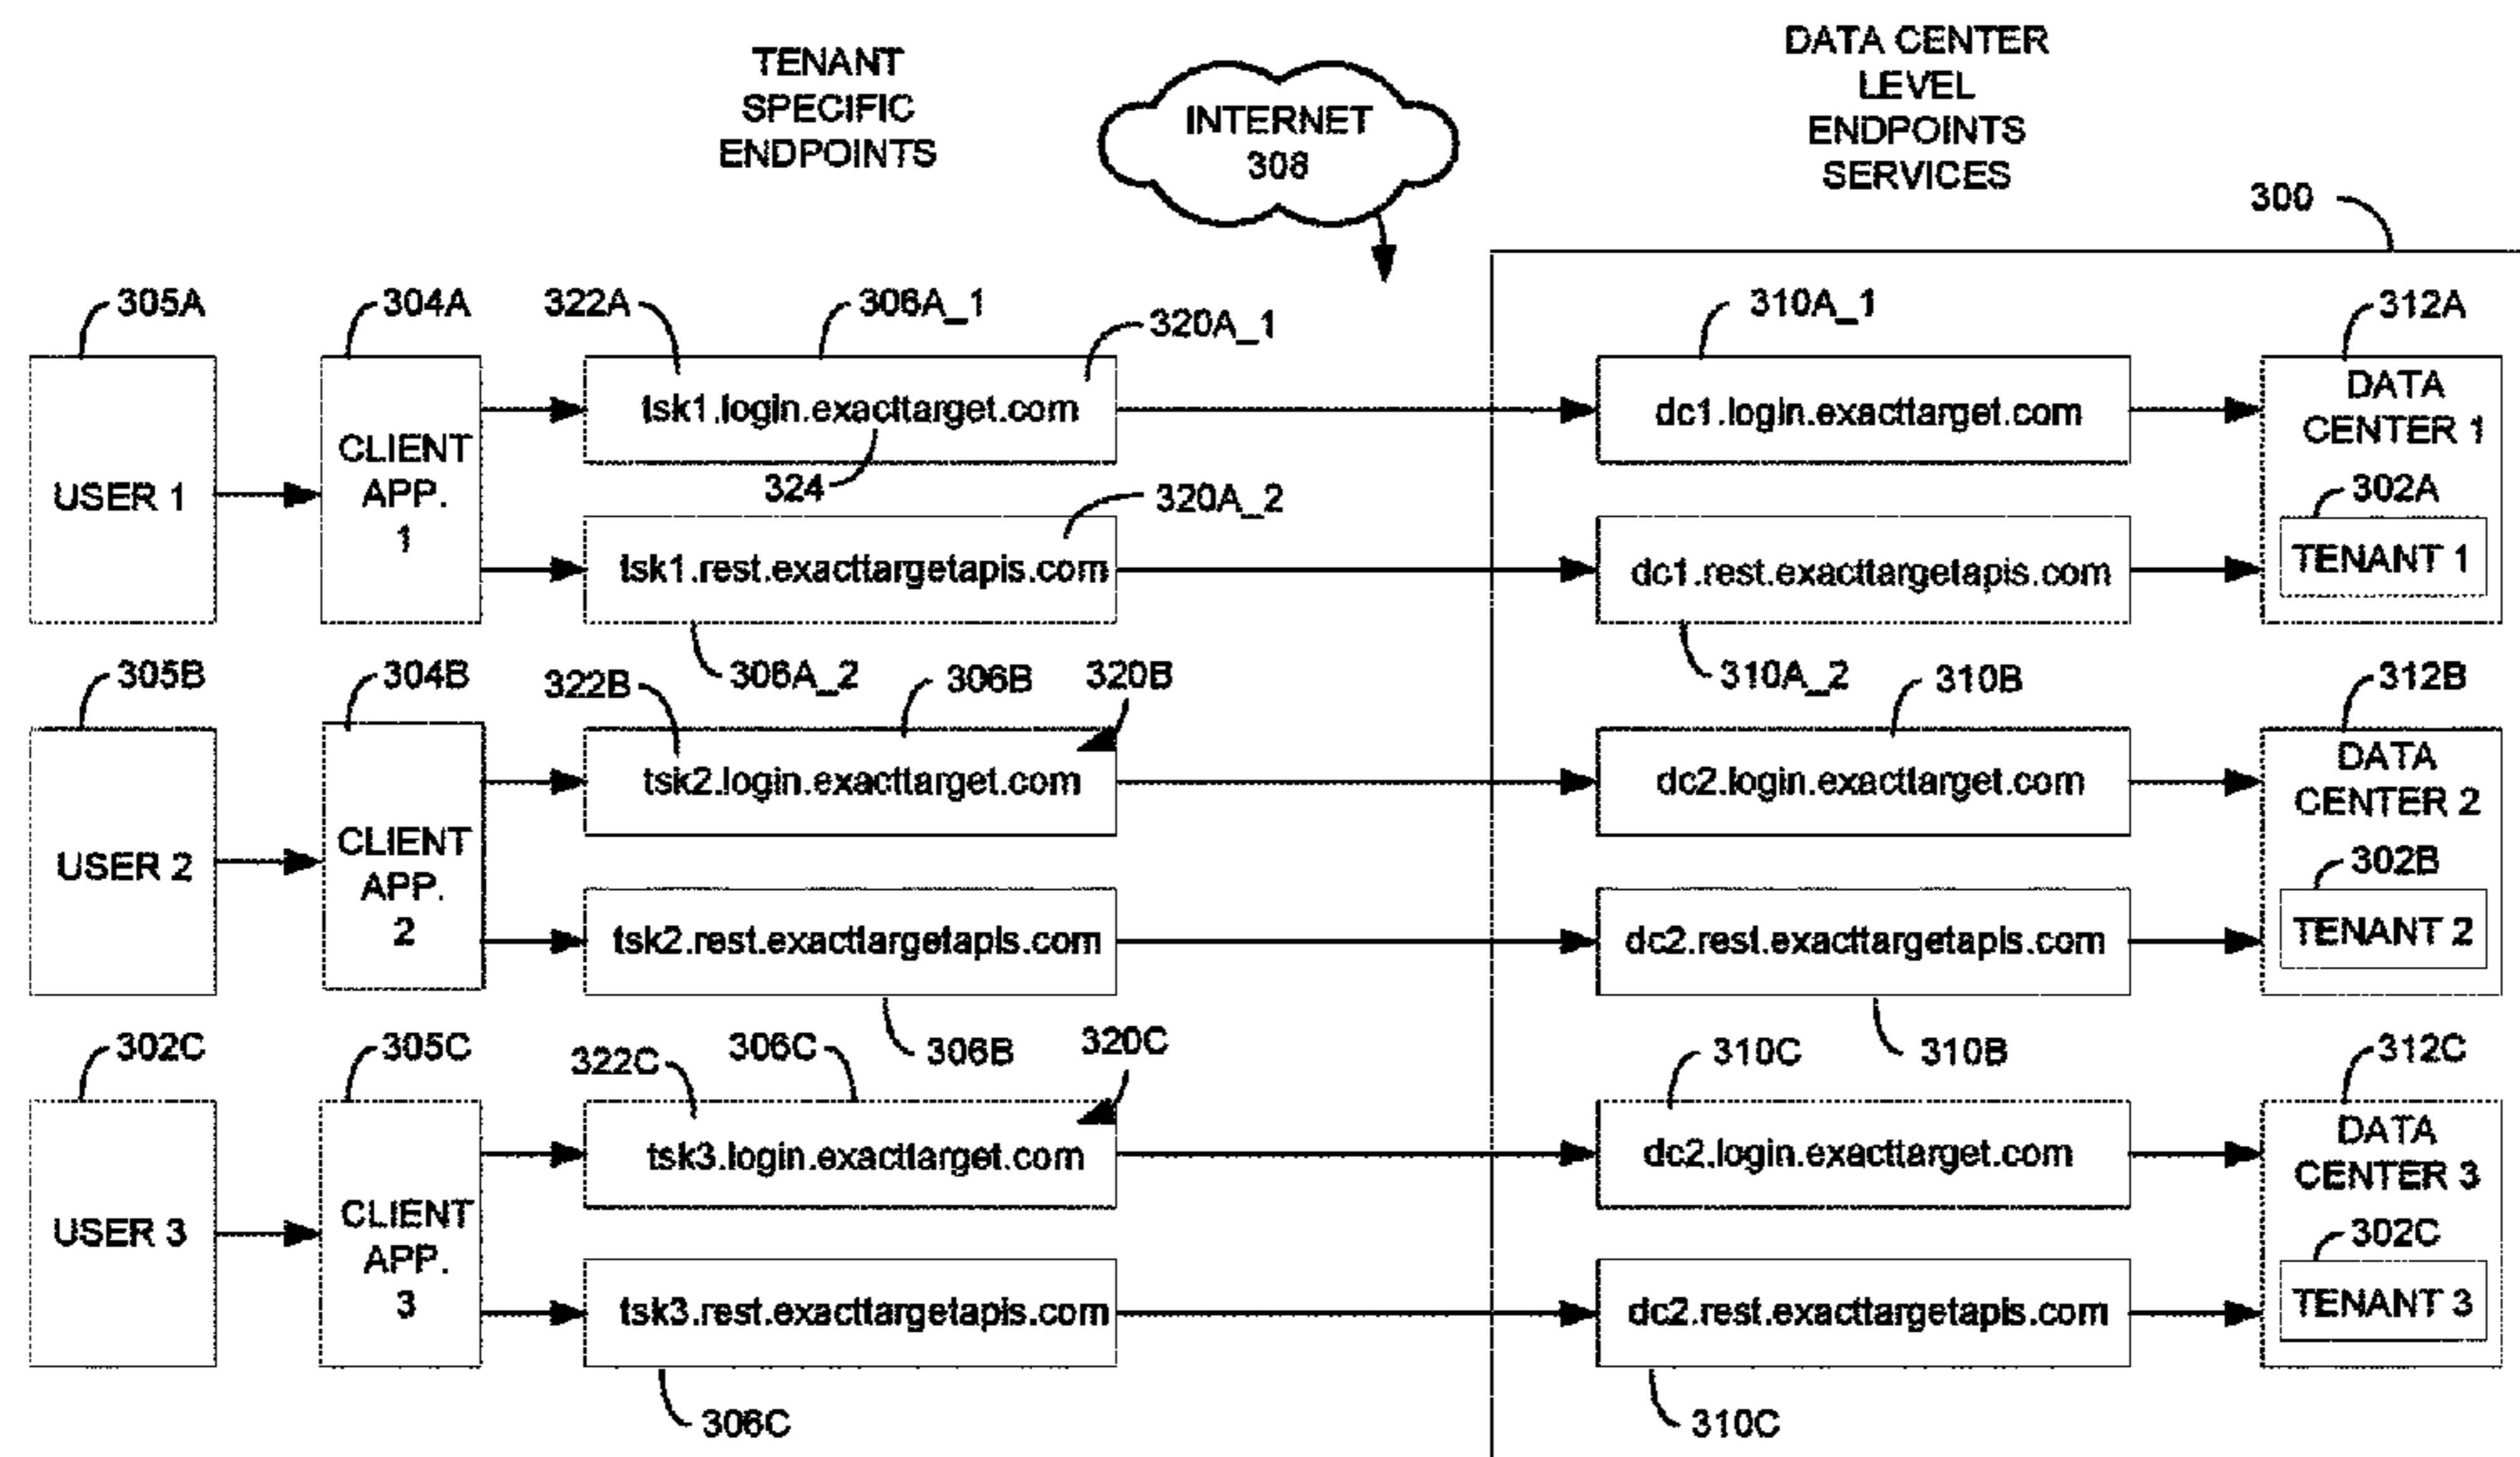 TENANT
SPECIFIC
ENDPOINTS
INTERNET
308
DATA CENTER
LEVEL
ENDPOINTS
SERVICES
300
305A
304A
322A
306A_1
320A_1
310A_1
312A
USER 1
CLIENT
APP.
1
tsk1.login.exacttarget.com
324
320A_2
tsk1.rest.exacttargetapis.com
306A_2
dc1.login.exacttarget.com
dc1.rest.exacttargetapis.com
310A_2
DATA
CENTER 1
302A
TENANT 1
305B
304B
322B
306B
320B
310B
312B
USER 2
CLIENT
APP.
2
tsk2.login.exacttarget.com
tsk2.rest.exacttargetapis.com
306B
dc2.login.exacttarget.com
dc2.rest.exacttargetapis.com
310B
DATA
CENTER 2
302B
TENANT 2
302C
305C
322C
306C
320C
310C
312C
USER 3
CLIENT
APP.
3
tsk3.login.exacttarget.com
tsk3.rest.exacttargetapis.com
306C
dc2.login.exacttarget.com
dc2.rest.exacttargetapis.com
310C
DATA
CENTER 3
302C
TENANT 3